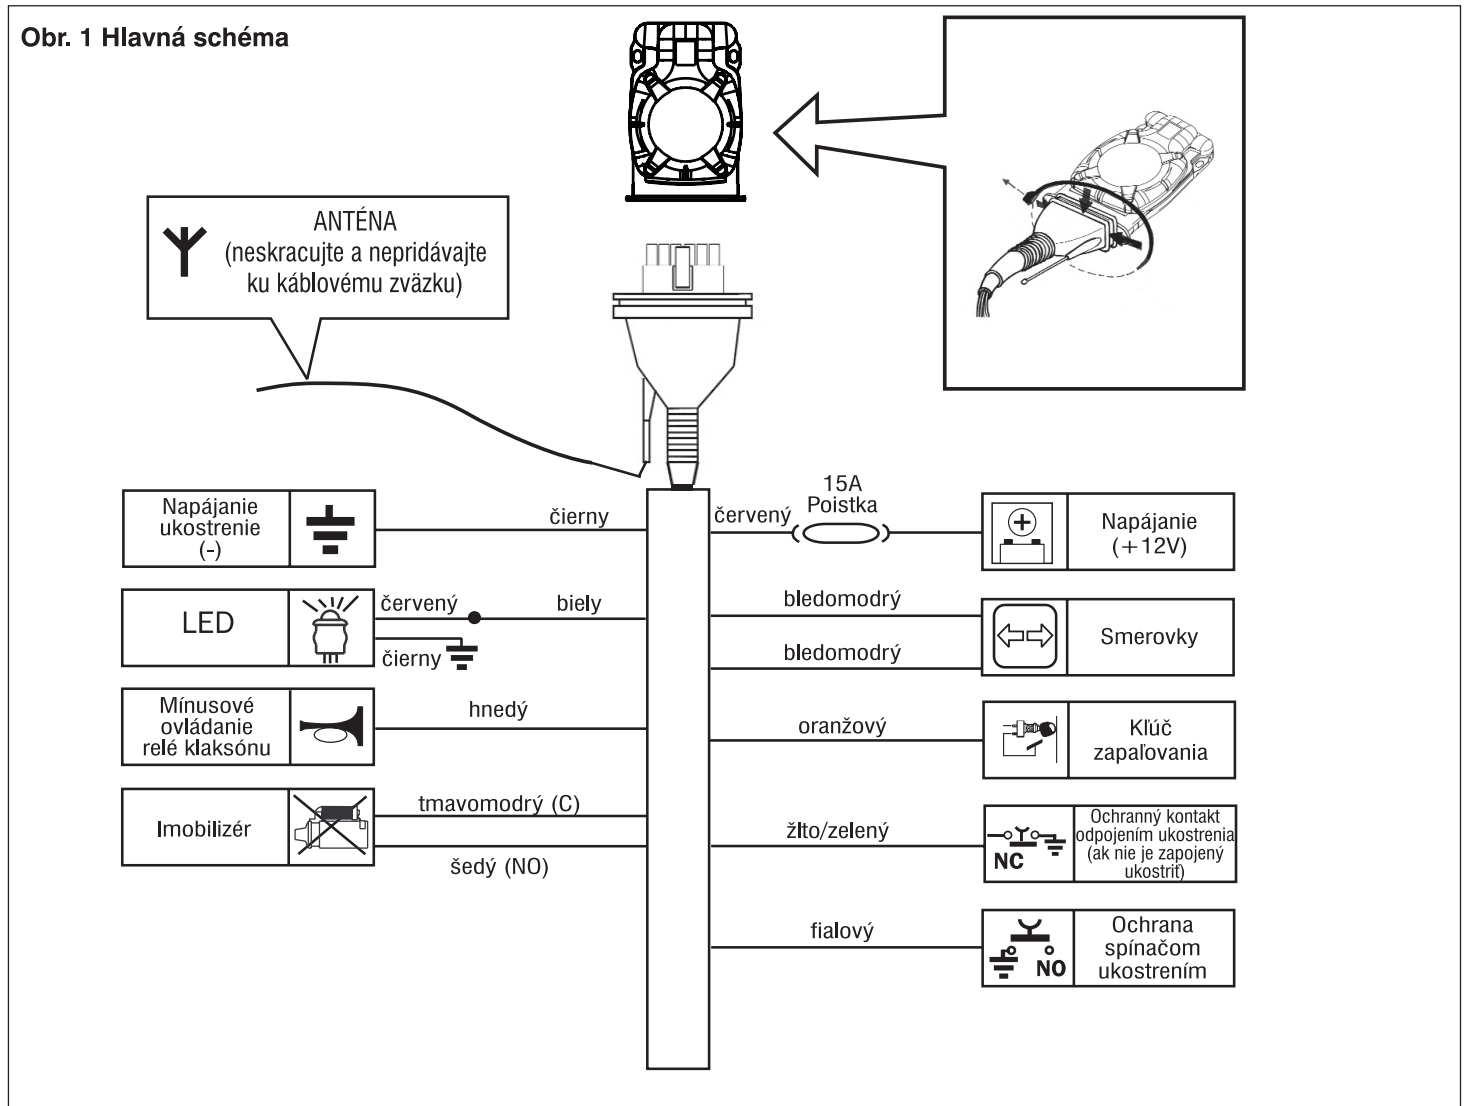 Obr. 1 Hlavná schéma
ANTÉNA
(neskracujte a nepridávajte
ku káblovému zväzku)
Napájanie
ukostrenie
(-)
čierny
červený
15A
Poistka
Napájanie
(+12V)
LED
červený
biely
čierny
bledomodrý
bledomodrý
Smerovky
Mínusové
ovládanie
relé klaksónu
hnedý
oranžový
Kľúč
zapaľovania
Imobilizér
tmavomodrý (C)
šedý (NO)
žlto/zelený
NC
Ochranný kontakt
odpojením ukostrenia
(ak nie je zapojený
ukostriť)
fialový
NO
Ochrana
spínačom
ukostrením